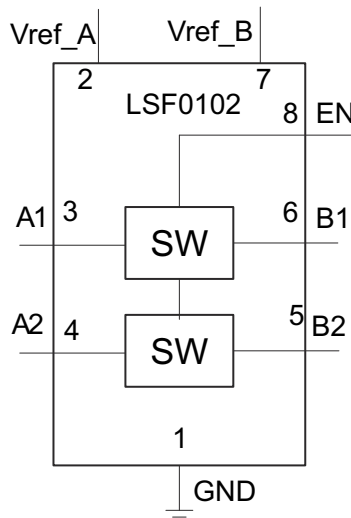 Vref_A Vref_B
2 7
LSF0102
8 EN
A1 3 6 B1
SW
A2 4 5 B2
SW
1
GND